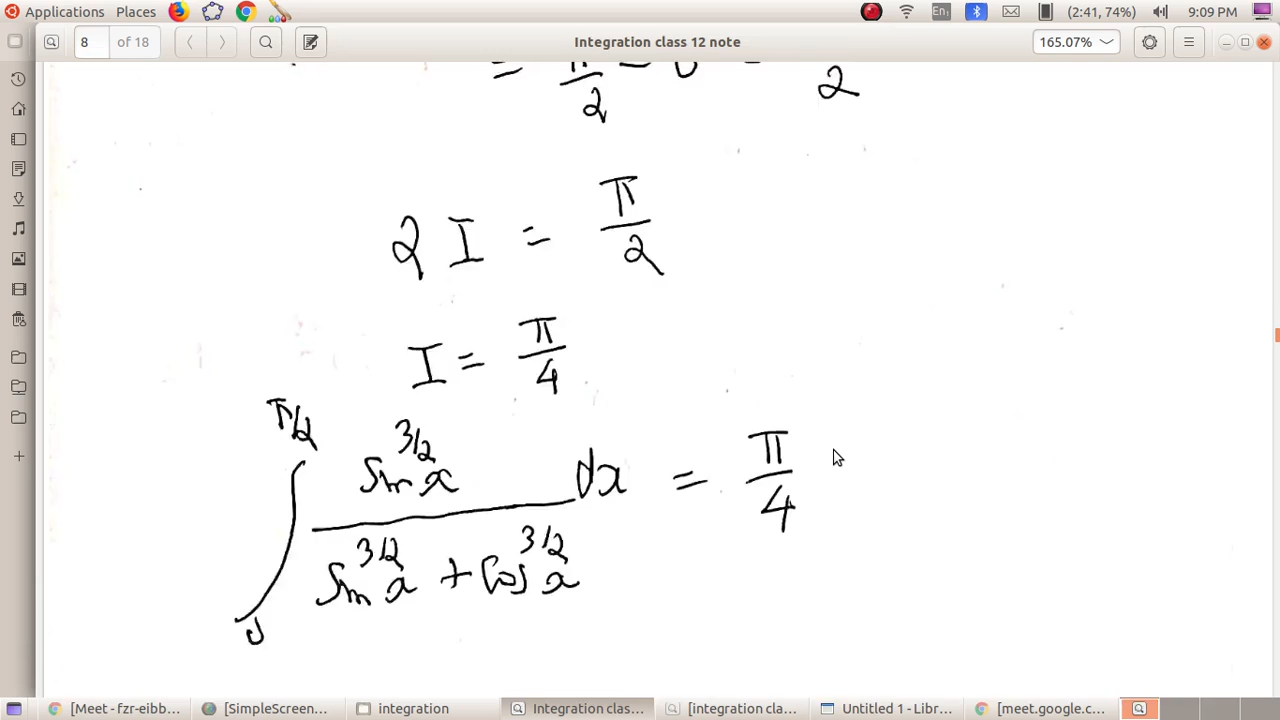 Applications Places En₁ (2:41, 74%) 9:09 PM
8 of 18 Integration class 12 note 165.07%
= π/2 - 0 = π/2
2 I = π/2
I = π/4
∫₀^(π/2) sin^(3/2) x / (sin^(3/2) x + cos^(3/2) x) dx = π/4
[Meet - fzr-eibb... [SimpleScreen... integration Integration clas... [integration cla... Untitled 1 - Libr... [meet.google.c...